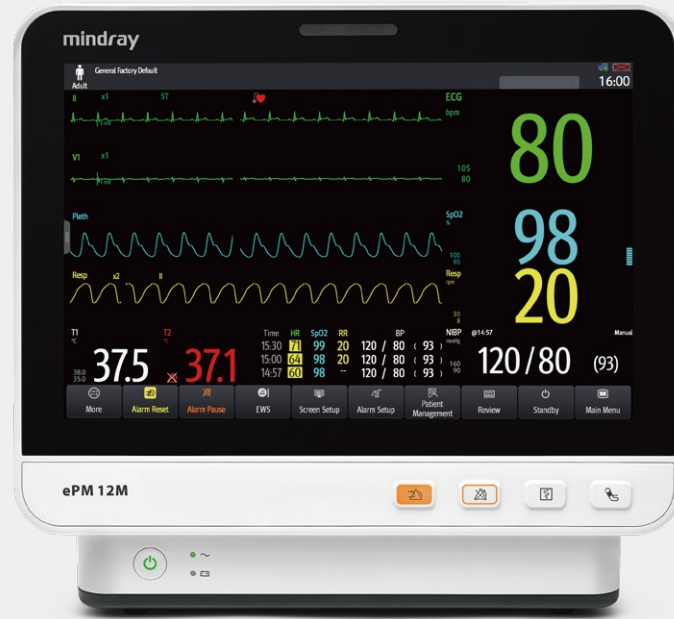 mindray
General Factory Default
Adult
16:00
II x1 ST ECG
bpm
1 mV
80
V1 x1
105
80
Pleth SpO2
%
98
100
90
Resp x2 II Resp
rpm
20
30
8
T1 T2 Time HR SpO2 RR BP NIBP @14:57 Manual
°C °C mmHg
15:30 71 99 20 120 / 80 ( 93 )
15:00 64 98 20 120 / 80 ( 93 )
14:57 60 98 -- 120 / 80 ( 93 )
38.0
35.0
37.5 37.1
160
90
120/80 (93)
More Alarm Reset Alarm Pause EWS Screen Setup Alarm Setup Patient Management Review Standby Main Menu
ePM 12M